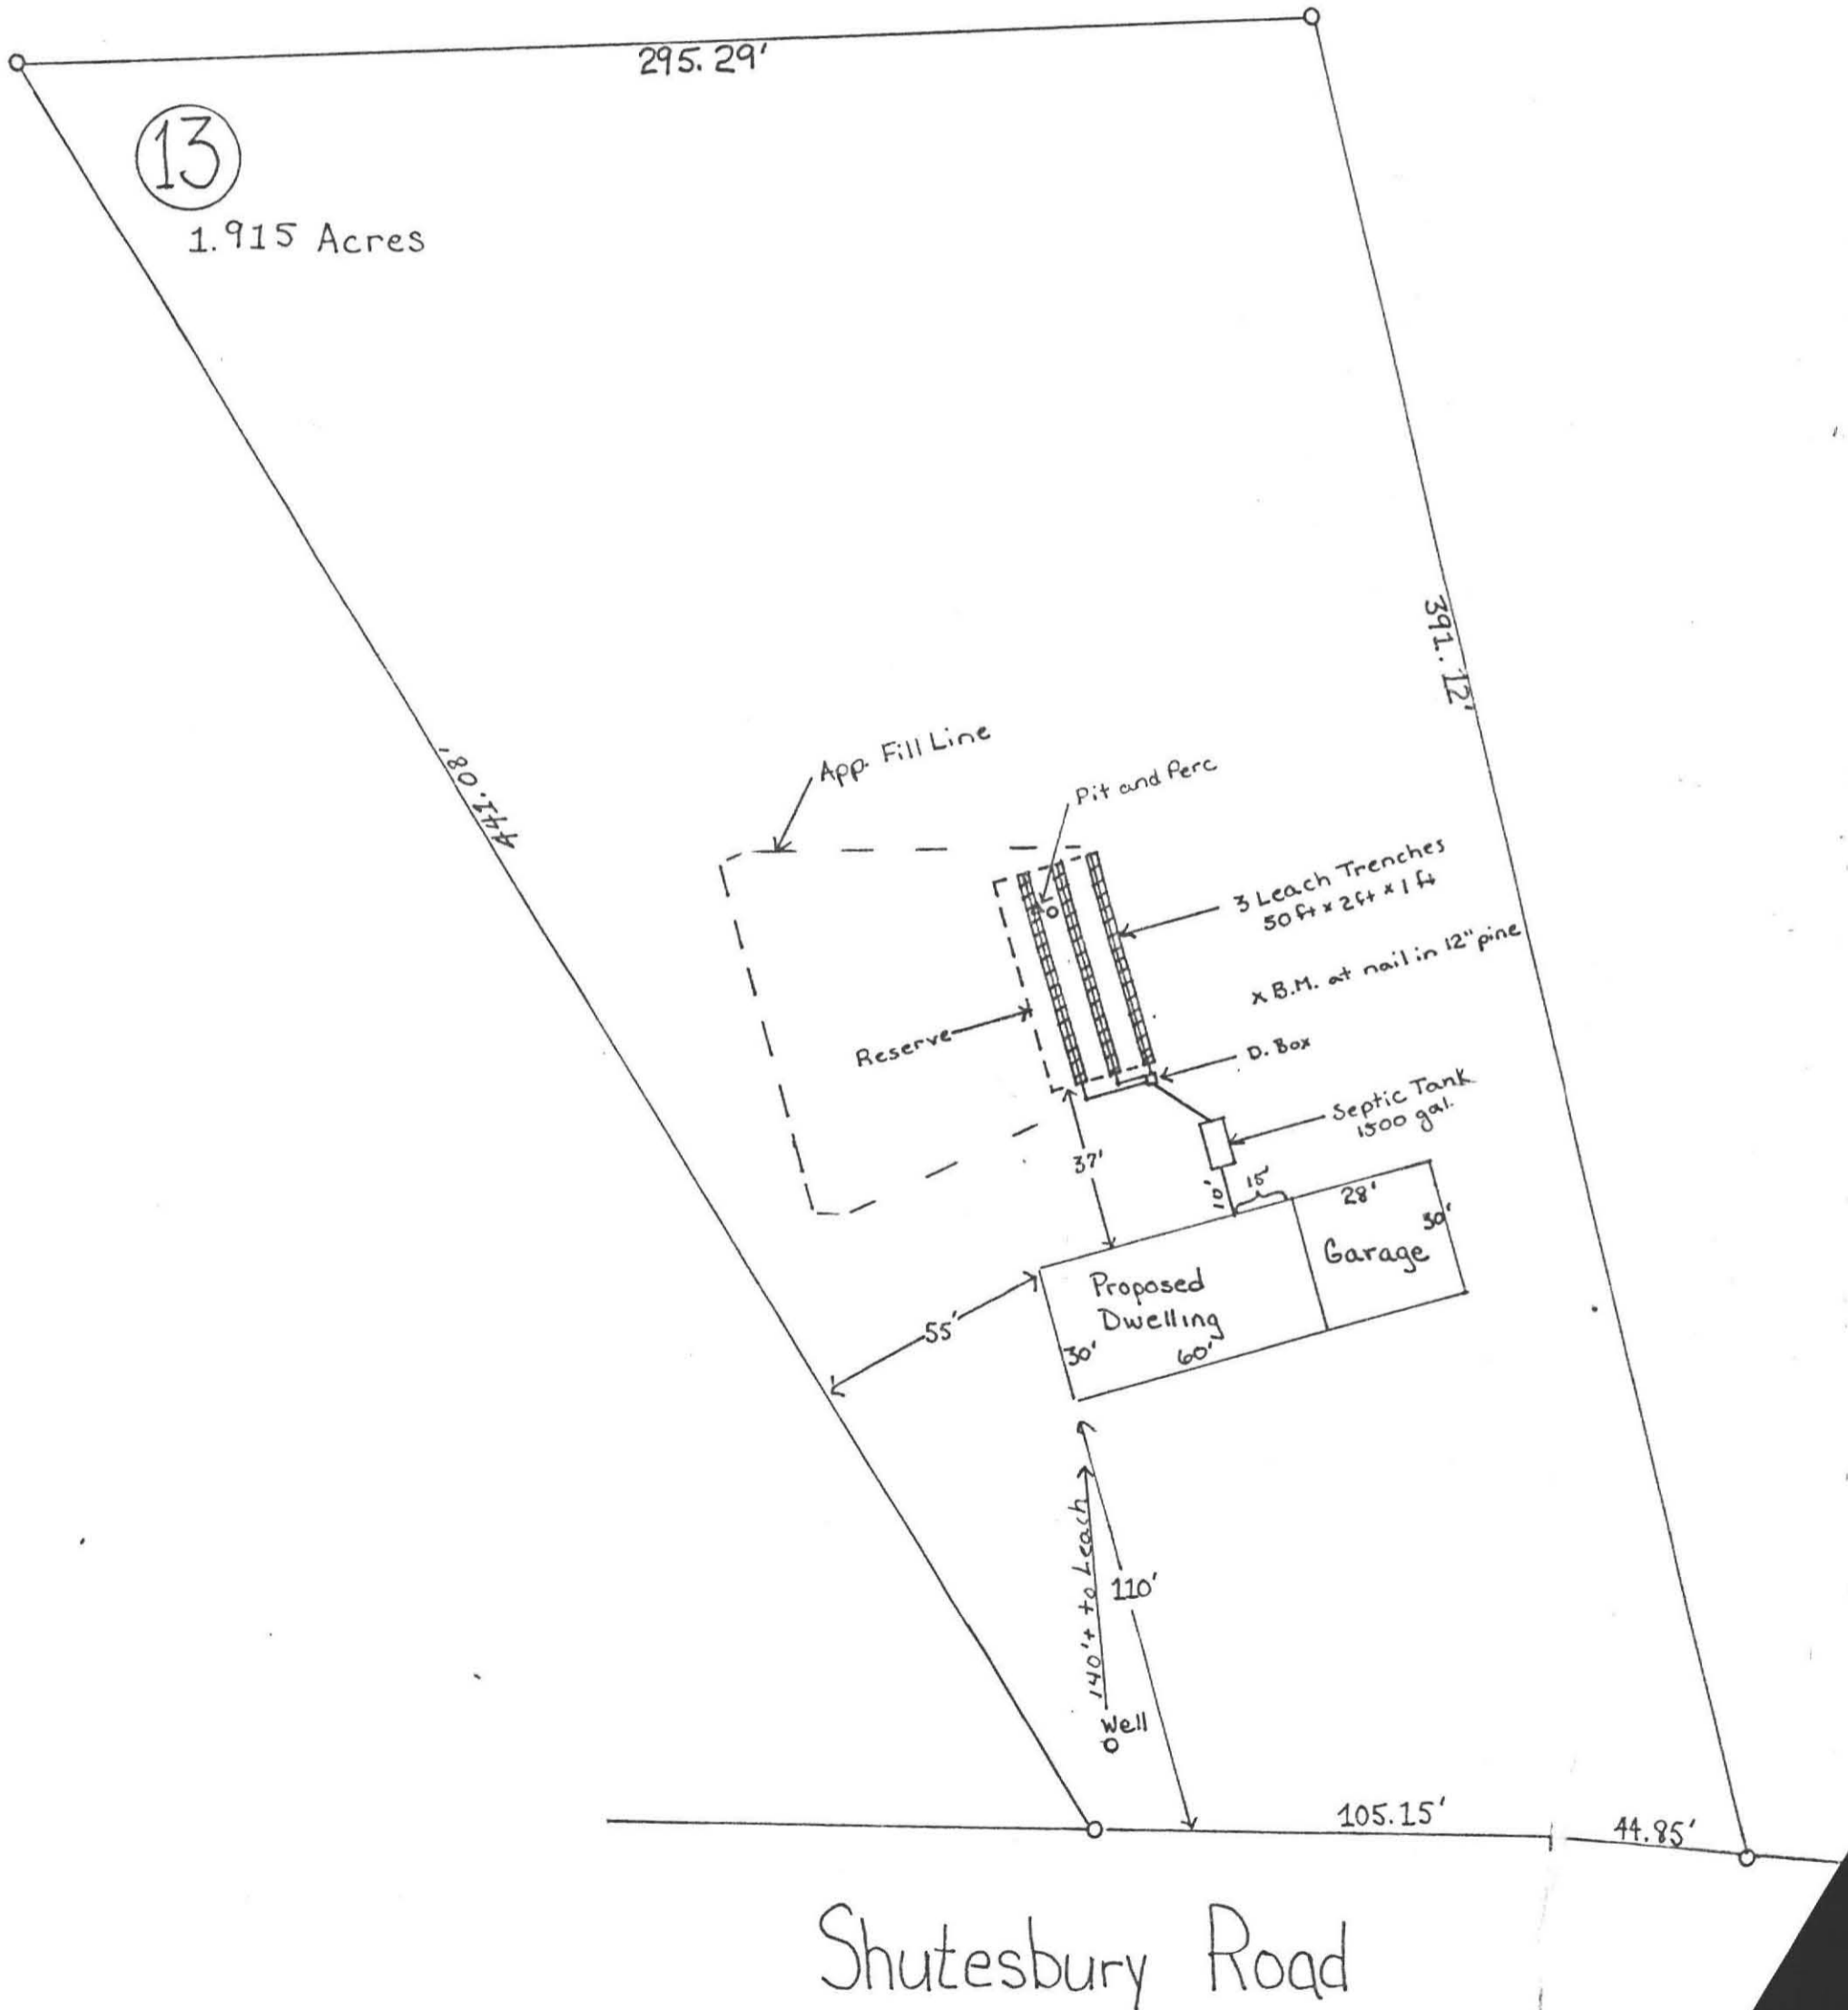 295.29'
13
1.915 Acres
391.12'
441.08'
App. Fill Line
Pit and Perc
3 Leach Trenches
50 ft x 2 ft x 1 ft
x B.M. at nail in 12" pine
Reserve
D. Box
Septic Tank
1500 gal.
37'
10'
15'
28'
30'
Garage
Proposed
Dwelling
30'
60'
55'
140'+ to Leach
110'
Well
105.15'
44.85'
Shutesbury Road